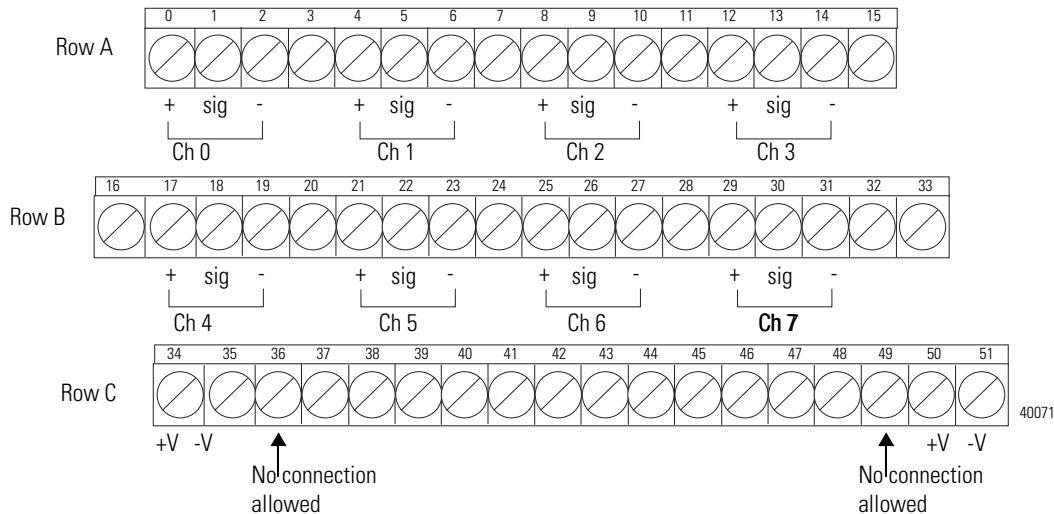 0 1 2 3 4 5 6 7 8 9 10 11 12 13 14 15
Row A
+ sig - + sig - + sig - + sig -
Ch 0 Ch 1 Ch 2 Ch 3
16 17 18 19 20 21 22 23 24 25 26 27 28 29 30 31 32 33
Row B
+ sig - + sig - + sig - + sig -
Ch 4 Ch 5 Ch 6 Ch 7
34 35 36 37 38 39 40 41 42 43 44 45 46 47 48 49 50 51
Row C
40071
+V -V +V -V
No connection No connection
allowed allowed